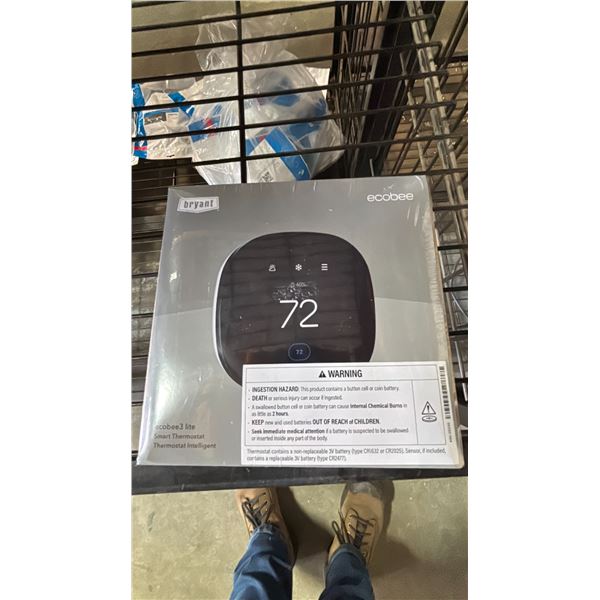 bryant
ecobee
72
72
WARNING
• INGESTION HAZARD: This product contains a button cell or coin battery.
• DEATH or serious injury can occur if ingested.
• A swallowed button cell or coin battery can cause Internal Chemical Burns in
as little as 2 hours.
• KEEP new and used batteries OUT OF REACH of CHILDREN.
• Seek immediate medical attention if a battery is suspected to be swallowed
or inserted inside any part of the body.
Thermostat contains a non-replaceable 3V battery (type CR1632 or CR2025). Sensor, if included,
contains a replaceable 3V battery (type CR2477).
ecobee3 lite
Smart Thermostat
Thermostat Intelligent